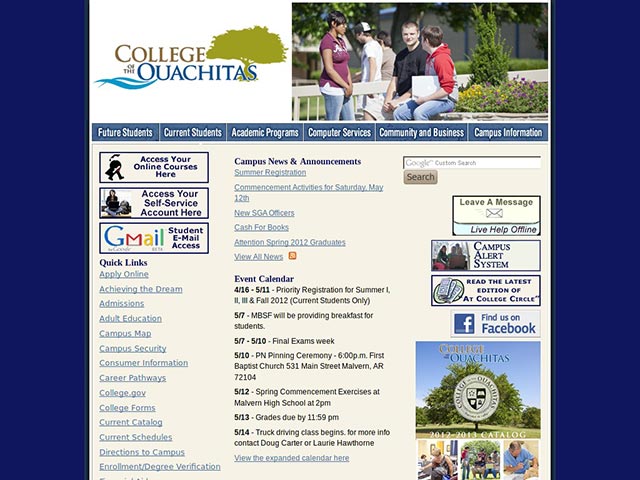 COLLEGE
OF THE
OUACHITAS
Future Students
Current Students
Academic Programs
Computer Services
Community and Business
Campus Information
Access Your
Online Courses
Here
Access Your
Self-Service
Account Here
Gmail
by Google
BETA
Student
E-Mail
Access
Quick Links
Apply Online
Achieving the Dream
Admissions
Adult Education
Campus Map
Campus Security
Consumer Information
Career Pathways
College.gov
College Forms
Current Catalog
Current Schedules
Directions to Campus
Enrollment/Degree Verification
Campus News & Announcements
Summer Registration
Commencement Activities for Saturday, May
12th
New SGA Officers
Cash For Books
Attention Spring 2012 Graduates
View All News
Event Calendar
4/16 - 5/11 - Priority Registration for Summer I,
II, III & Fall 2012 (Current Students Only)
5/7 - MBSF will be providing breakfast for
students.
5/7 - 5/10 - Final Exams week
5/10 - PN Pinning Ceremony - 6:00p.m. First
Baptist Church 531 Main Street Malvern, AR
72104
5/12 - Spring Commencement Exercises at
Malvern High School at 2pm
5/13 - Grades due by 11:59 pm
5/14 - Truck driving class begins. for more info
contact Doug Carter or Laurie Hawthorne
View the expanded calendar here
Google Custom Search
Search
Leave A Message
Live Help Offline
CAMPUS
ALERT
SYSTEM
READ THE LATEST
EDITION OF
AT COLLEGE CIRCLE
Find us on
Facebook
COLLEGE
OF THE
OUACHITAS
2012-2013 CATALOG